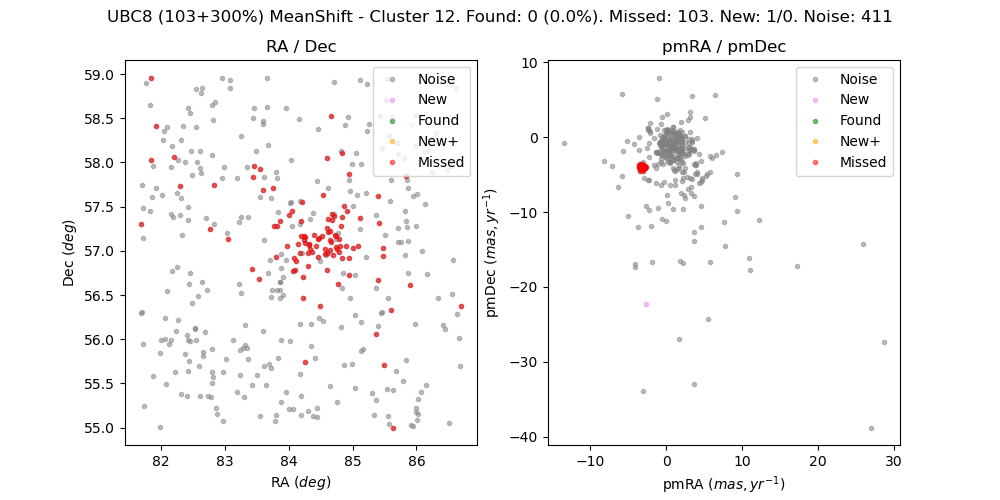 UBC8 (103+300%) MeanShift - Cluster 12. Found: 0 (0.0%). Missed: 103. New: 1/0. Noise: 411
RA / Dec
59.0
58.5
58.0
57.5
57.0
56.5
56.0
55.5
55.0
Dec (deg)
82
83
84
85
86
RA (deg)
Noise
New
Found
New+
Missed
pmRA / pmDec
10
0
−10
−20
−30
−40
pmDec (mas, yr⁻¹)
−10
0
10
20
30
pmRA (mas, yr⁻¹)
Noise
New
Found
New+
Missed